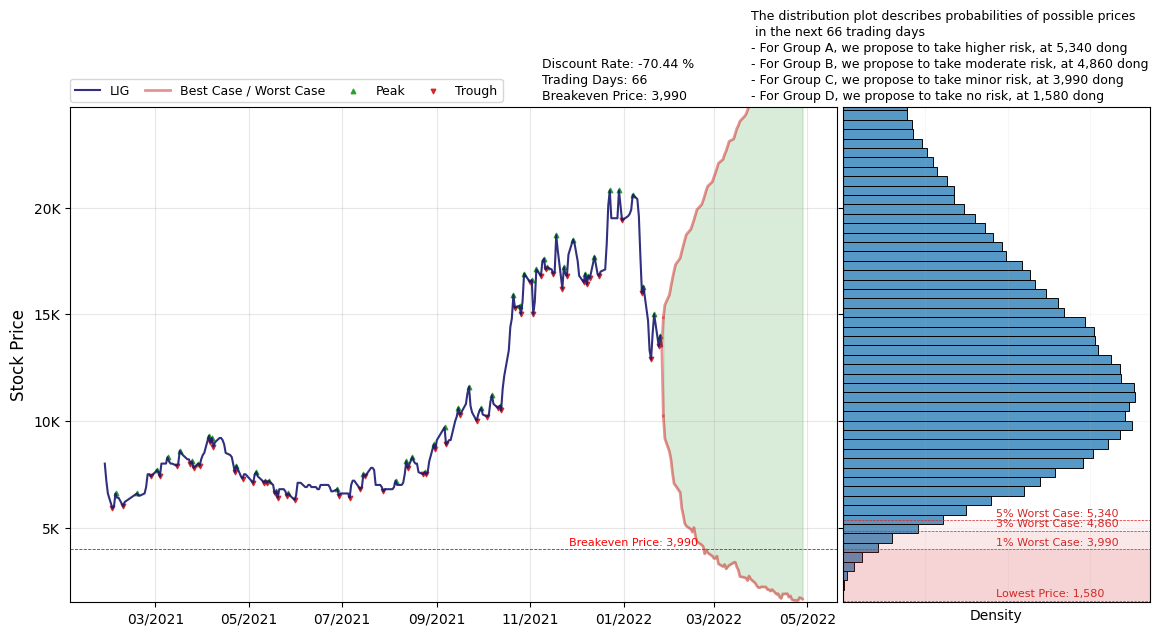 The distribution plot describes probabilities of possible prices
in the next 66 trading days
- For Group A, we propose to take higher risk, at 5,340 dong
- For Group B, we propose to take moderate risk, at 4,860 dong
- For Group C, we propose to take minor risk, at 3,990 dong
- For Group D, we propose to take no risk, at 1,580 dong
Discount Rate: -70.44 %
Trading Days: 66
Breakeven Price: 3,990
LIG
Best Case / Worst Case
Peak
Trough
Stock Price
20K
15K
10K
5K
Breakeven Price: 3,990
03/2021
05/2021
07/2021
09/2021
11/2021
01/2022
03/2022
05/2022
5% Worst Case: 5,340
3% Worst Case: 4,860
1% Worst Case: 3,990
Lowest Price: 1,580
Density